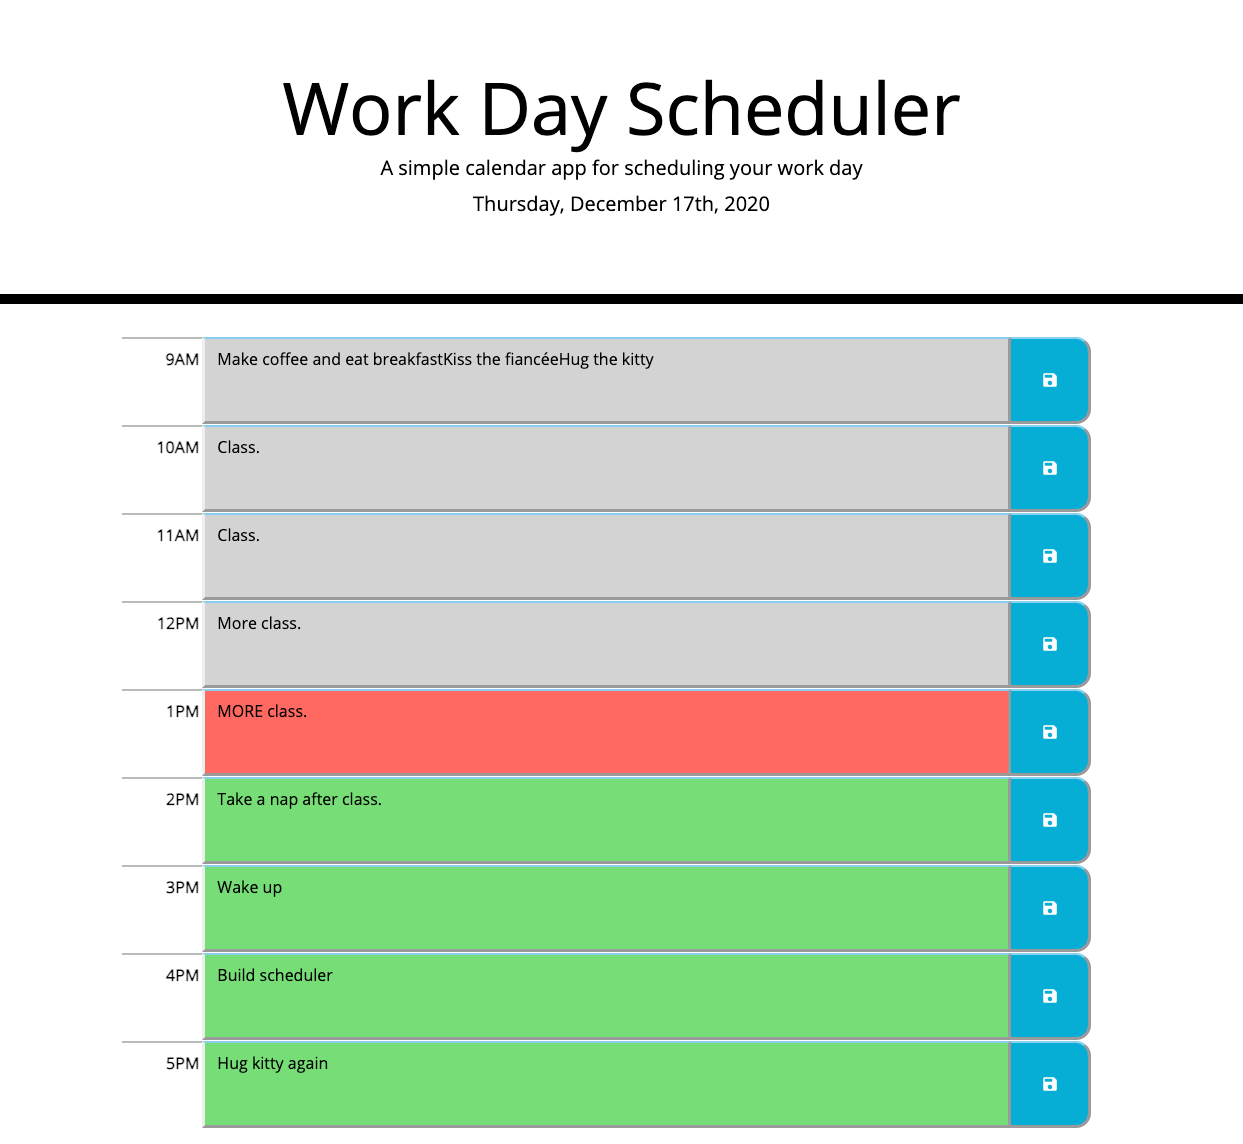 Work Day Scheduler
A simple calendar app for scheduling your work day
Thursday, December 17th, 2020
9AM Make coffee and eat breakfastKiss the fiancéeHug the kitty
10AM Class.
11AM Class.
12PM More class.
1PM MORE class.
2PM Take a nap after class.
3PM Wake up
4PM Build scheduler
5PM Hug kitty again